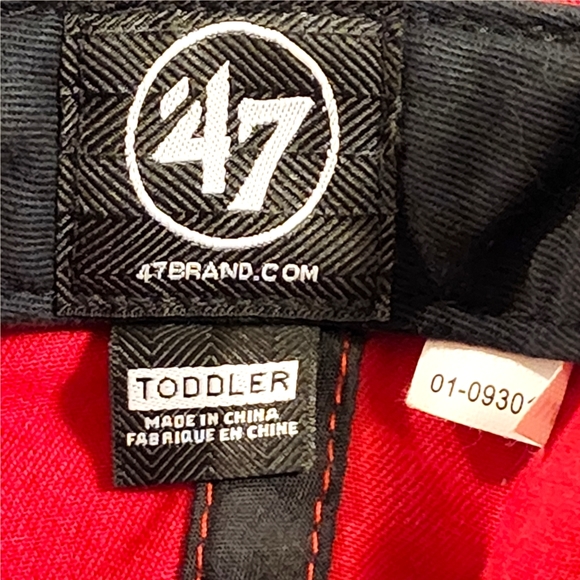 '47
47BRAND.COM
TODDLER
MADE IN CHINA
FABRIQUE EN CHINE
01-0930